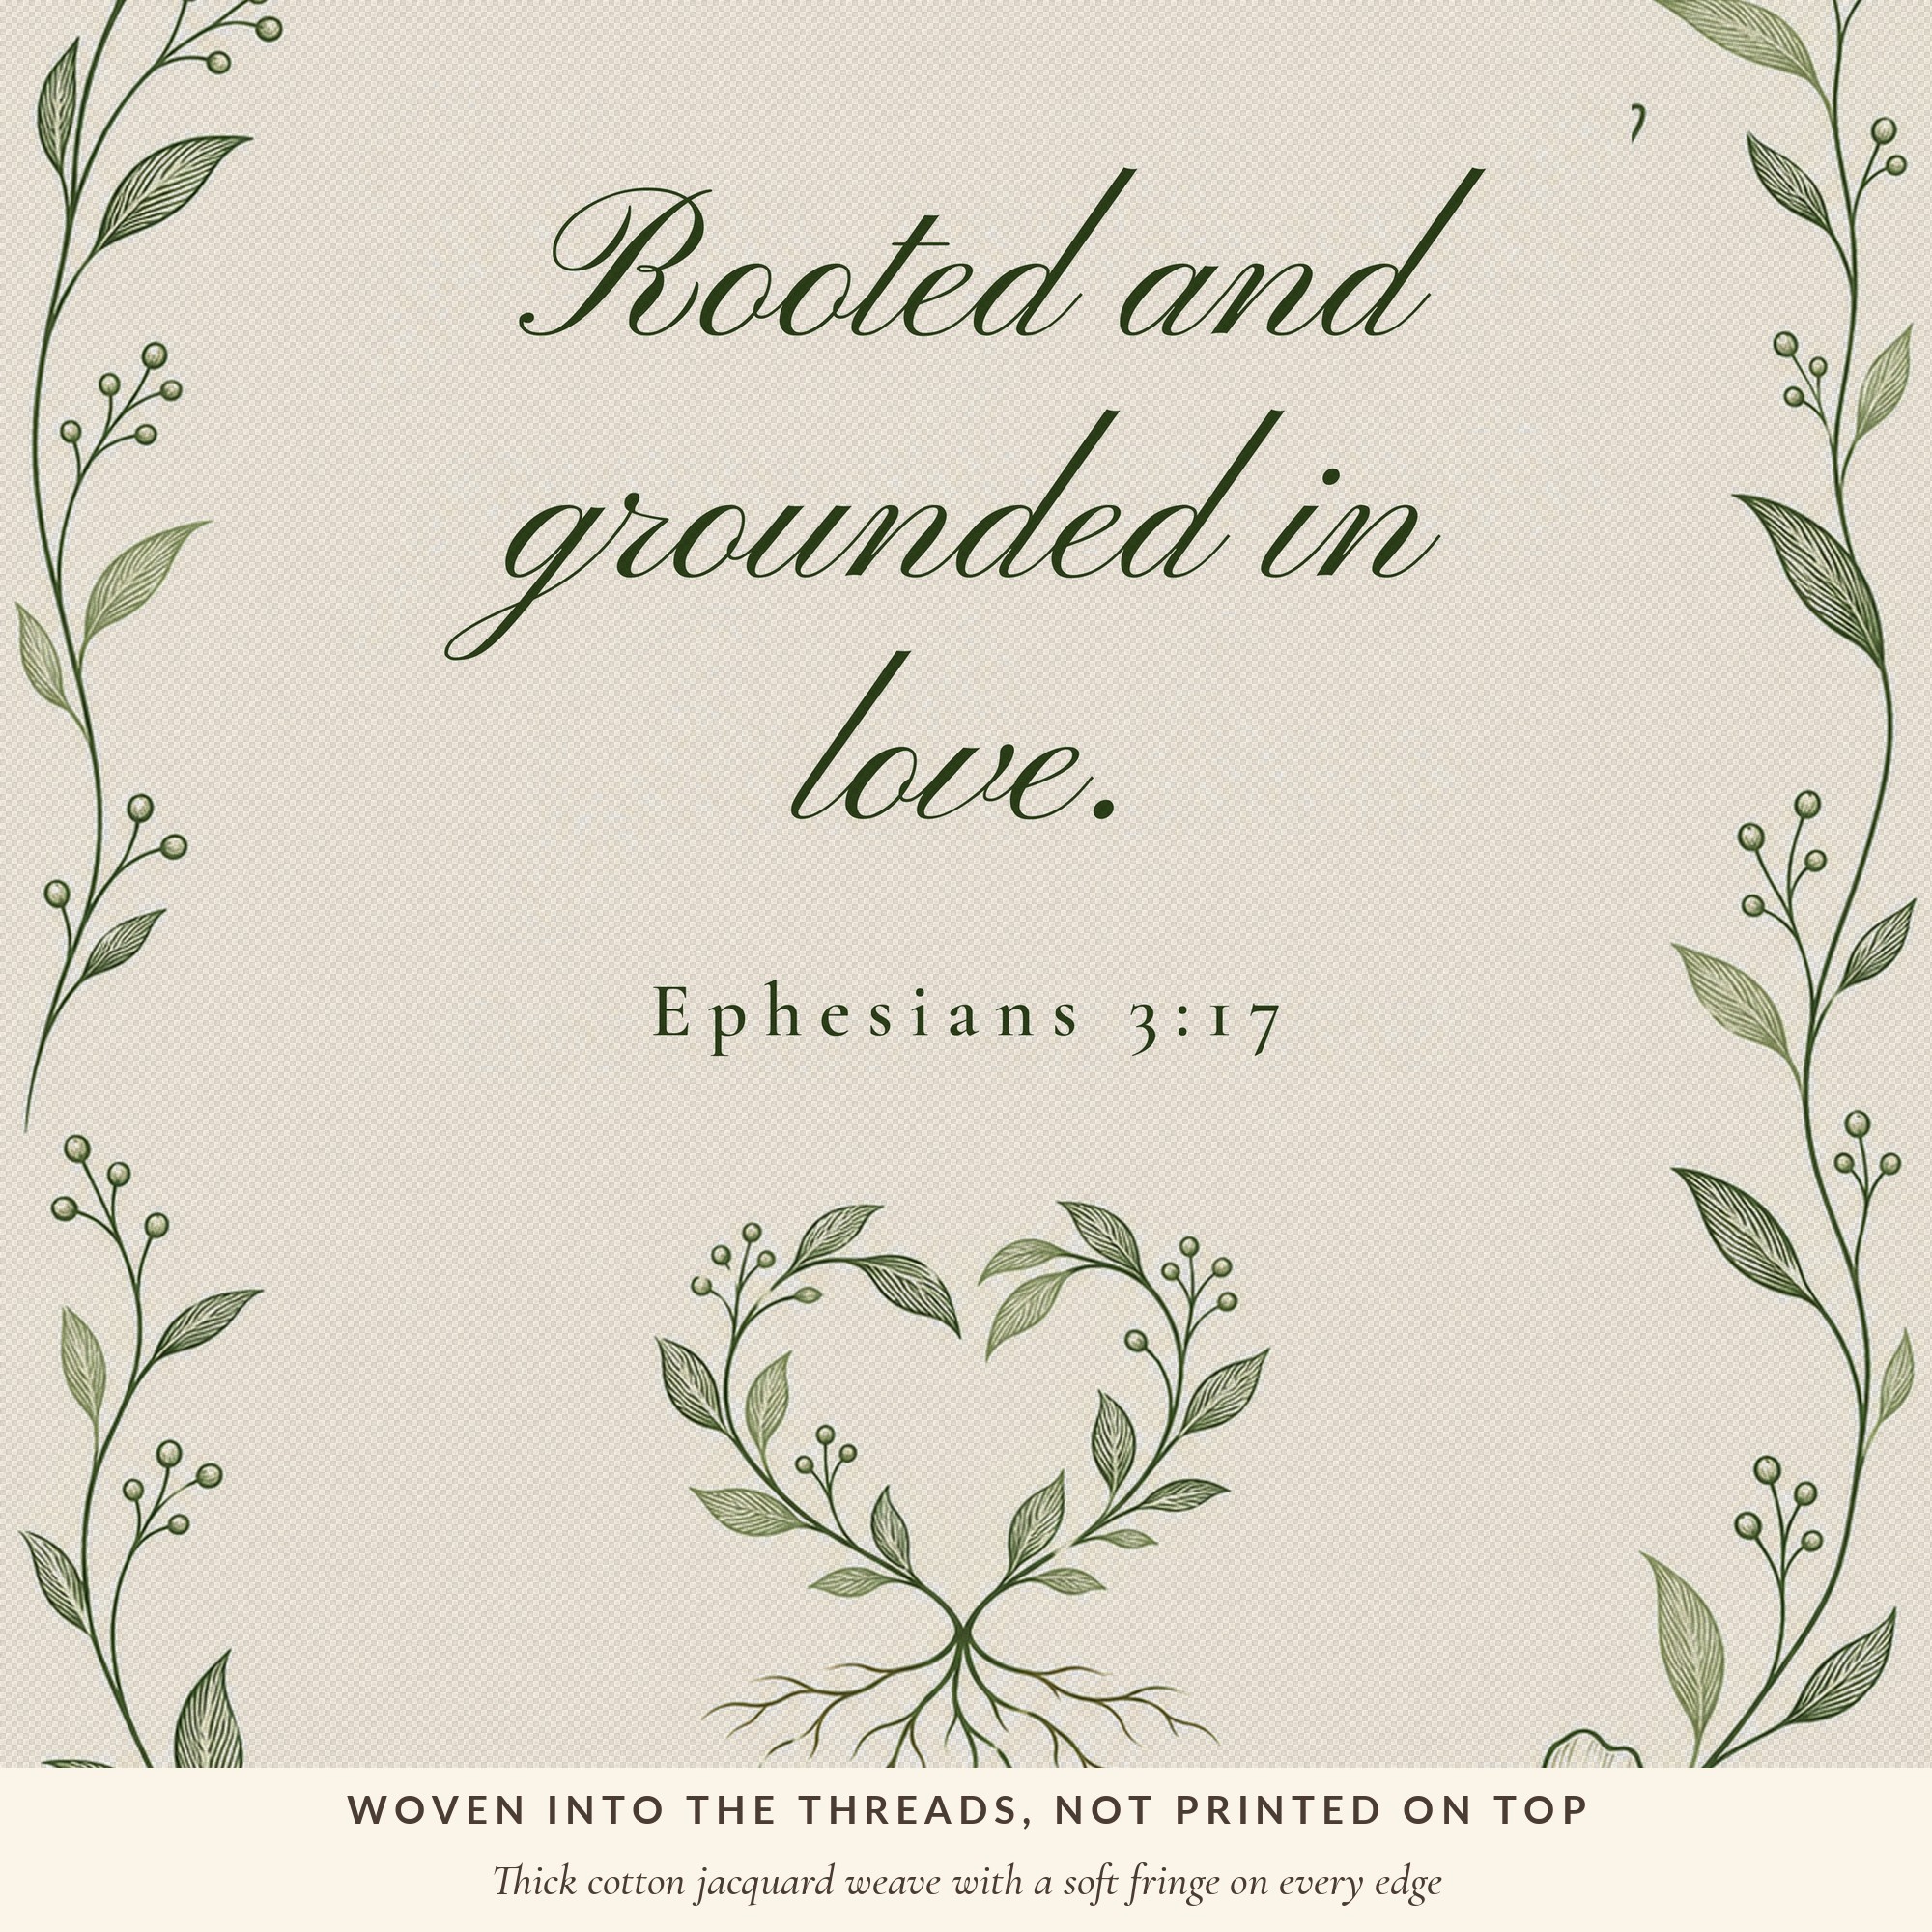 Rooted and
grounded in
love.
Ephesians 3:17
WOVEN INTO THE THREADS, NOT PRINTED ON TOP
Thick cotton jacquard weave with a soft fringe on every edge